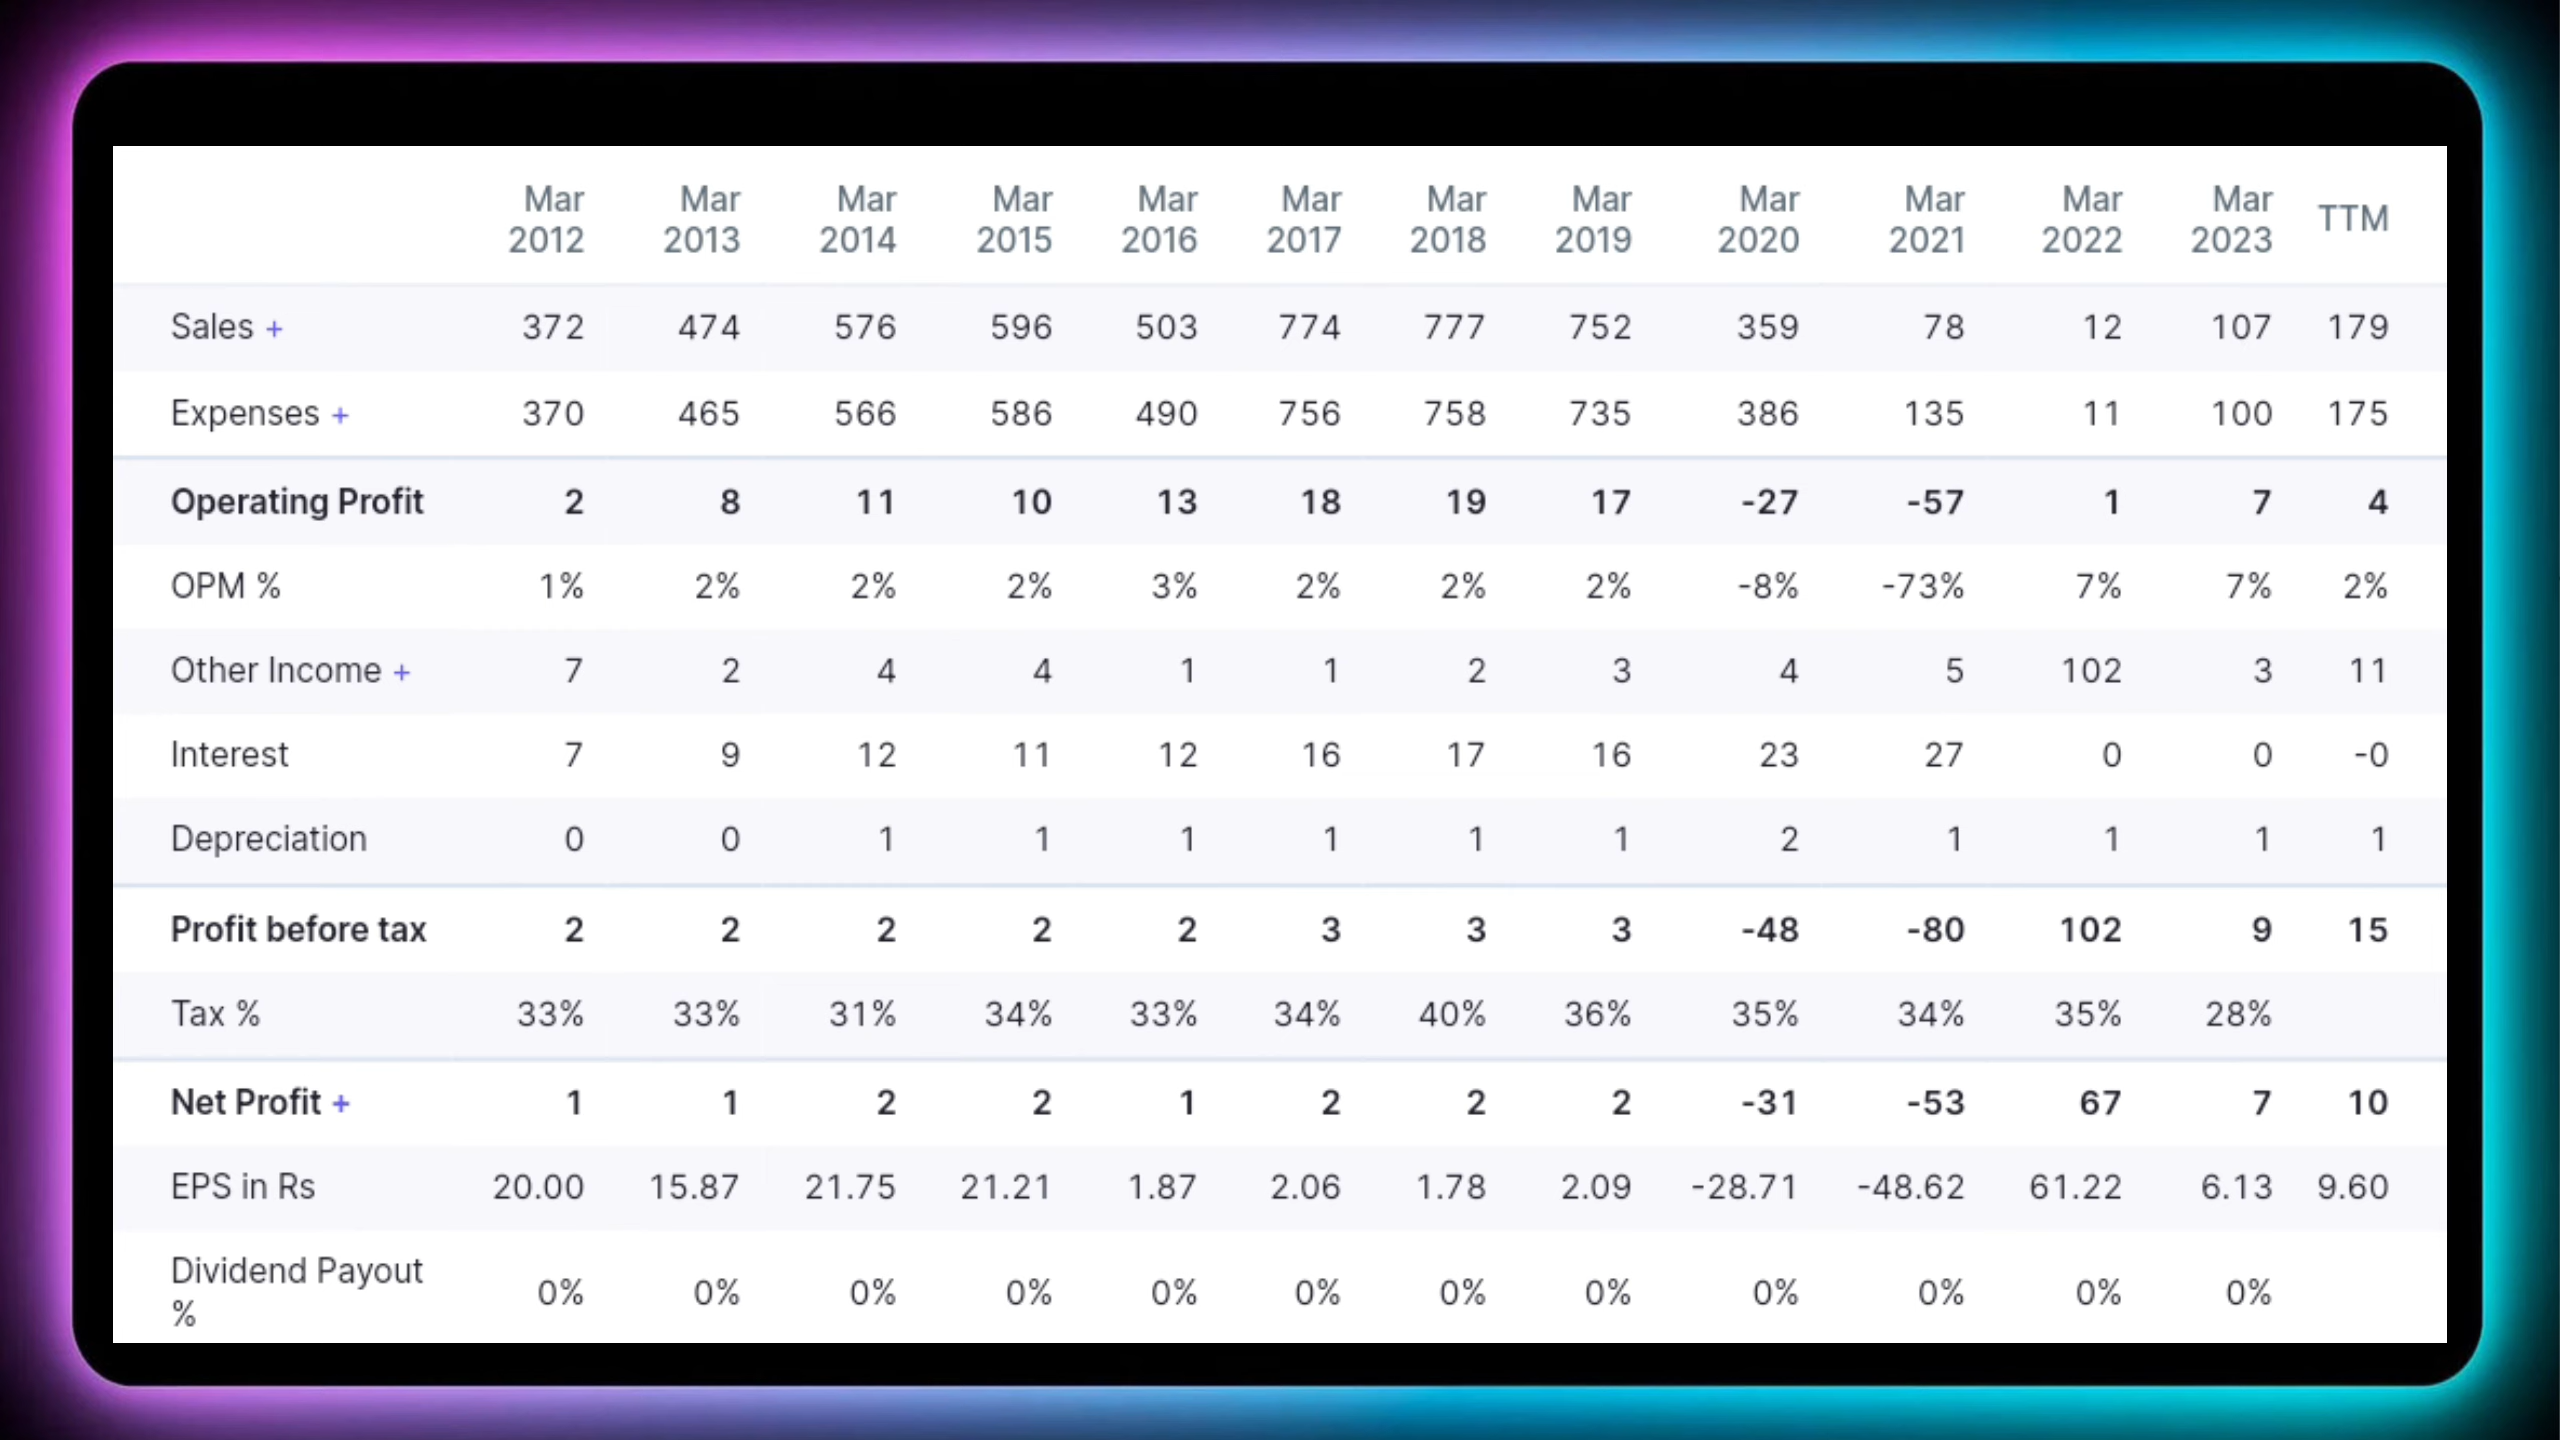 Mar 2012 Mar 2013 Mar 2014 Mar 2015 Mar 2016 Mar 2017 Mar 2018 Mar 2019 Mar 2020 Mar 2021 Mar 2022 Mar 2023 TTM
Sales + 372 474 576 596 503 774 777 752 359 78 12 107 179
Expenses + 370 465 566 586 490 756 758 735 386 135 11 100 175
Operating Profit 2 8 11 10 13 18 19 17 -27 -57 1 7 4
OPM % 1% 2% 2% 2% 3% 2% 2% 2% -8% -73% 7% 7% 2%
Other Income + 7 2 4 4 1 1 2 3 4 5 102 3 11
Interest 7 9 12 11 12 16 17 16 23 27 0 0 -0
Depreciation 0 0 1 1 1 1 1 1 2 1 1 1 1
Profit before tax 2 2 2 2 2 3 3 3 -48 -80 102 9 15
Tax % 33% 33% 31% 34% 33% 34% 40% 36% 35% 34% 35% 28%
Net Profit + 1 1 2 2 1 2 2 2 -31 -53 67 7 10
EPS in Rs 20.00 15.87 21.75 21.21 1.87 2.06 1.78 2.09 -28.71 -48.62 61.22 6.13 9.60
Dividend Payout % 0% 0% 0% 0% 0% 0% 0% 0% 0% 0% 0% 0%